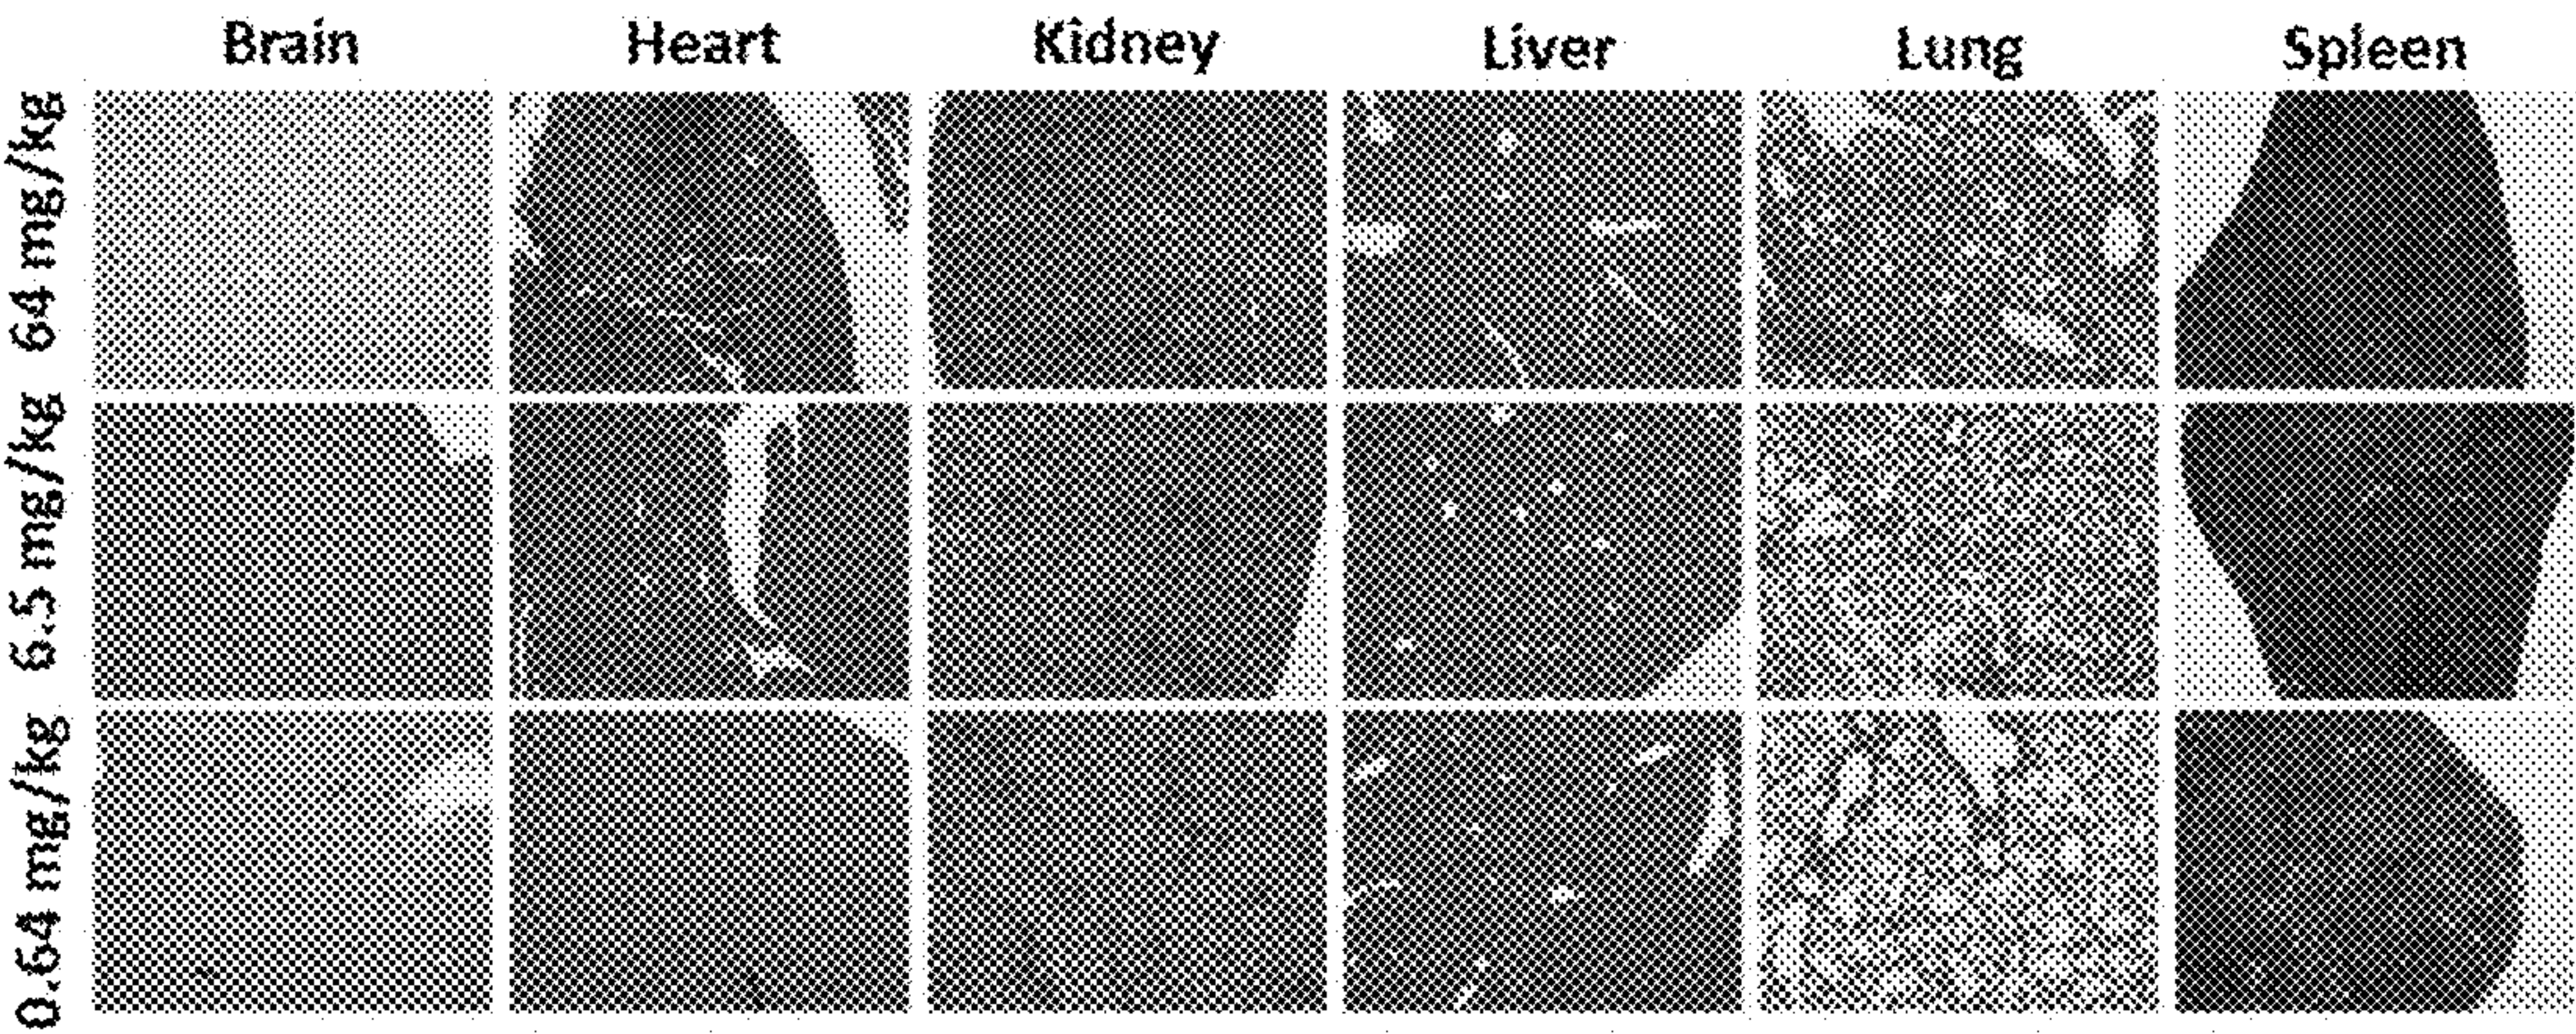 Brain Heart Kidney Liver Lung Spleen
64 mg/kg
6.5 mg/kg
0.64 mg/kg